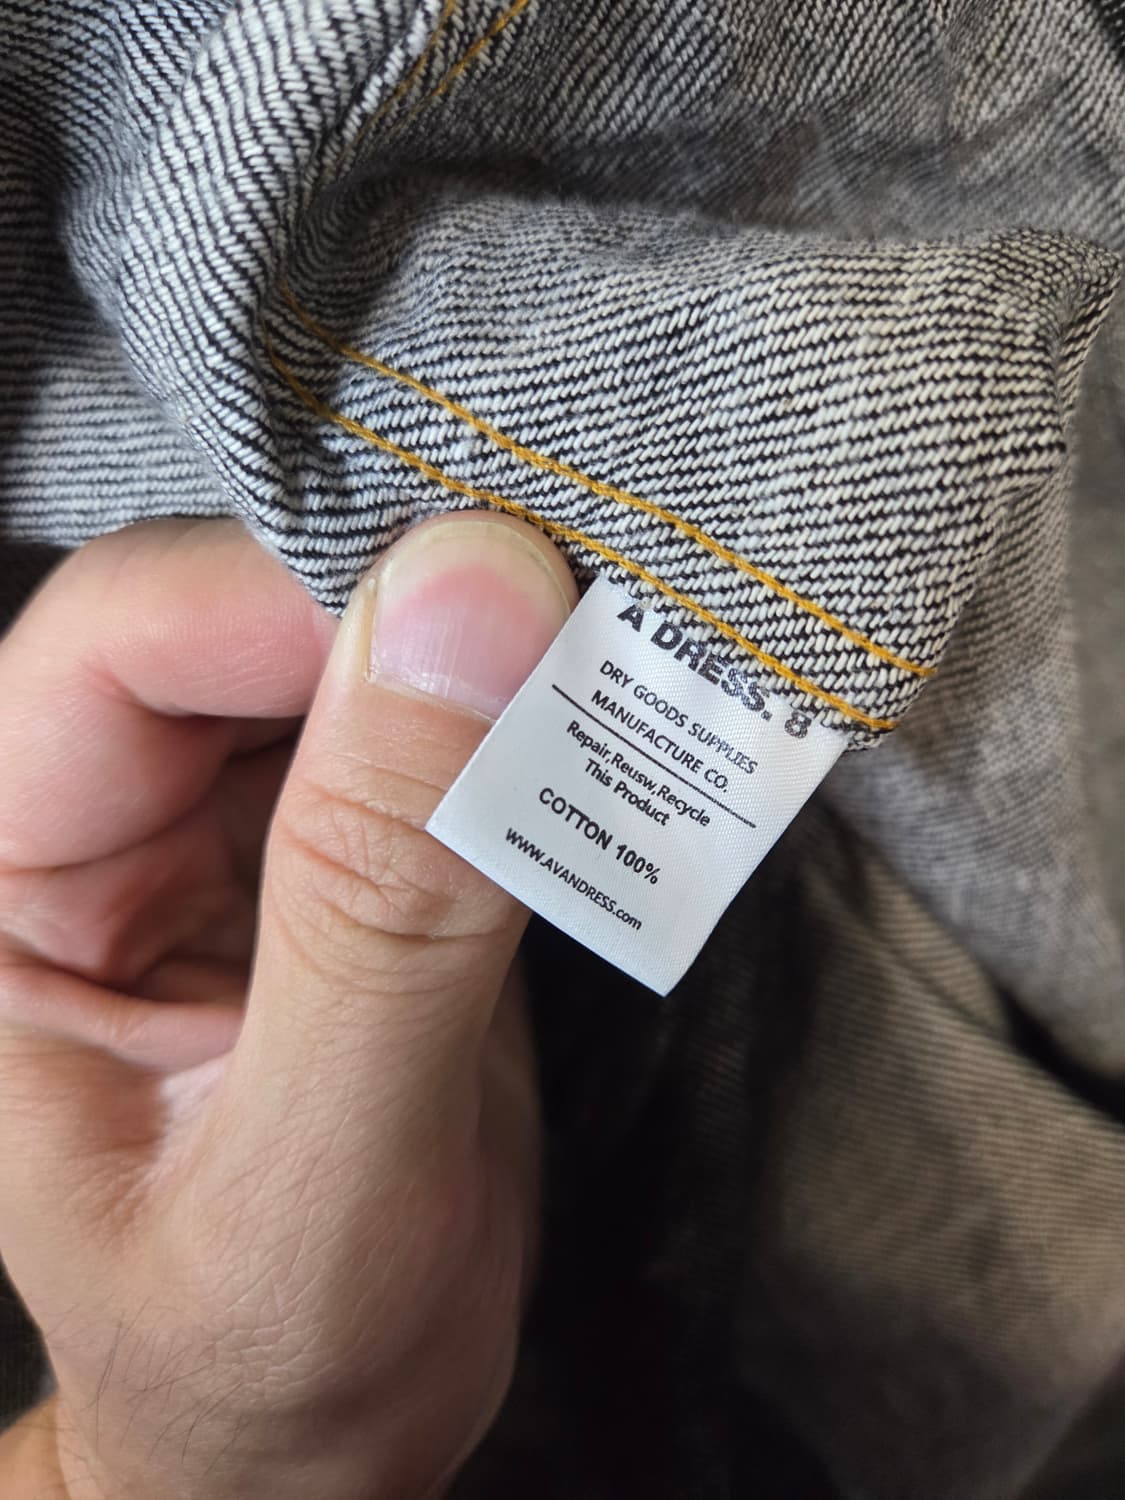 A DRESS. 8
DRY GOODS SUPPLIES
MANUFACTURE CO.
Repair,Reusw,Recycle
This Product
COTTON 100%
www.AVANDRESS.com